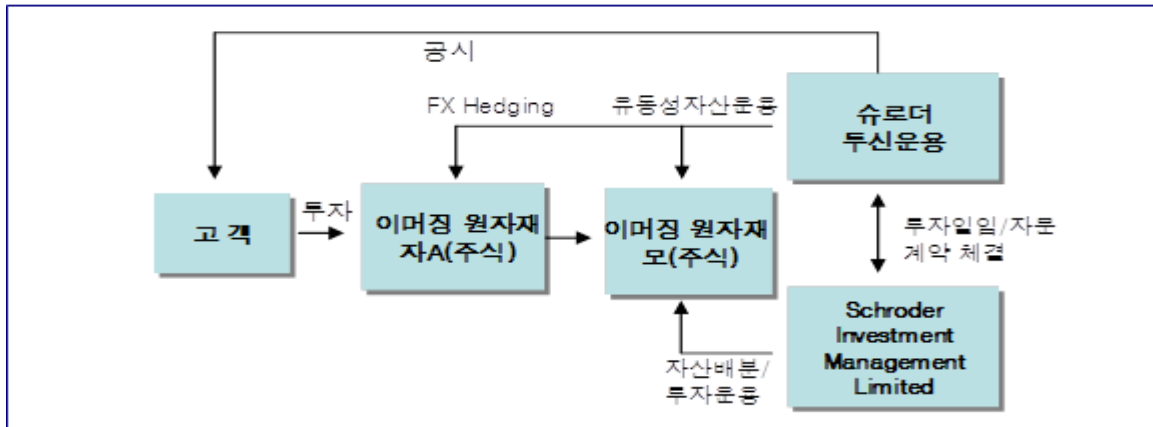 공시
FX Hedging
유동성자산운용
슈로더
투신운용
고 객
투자
이머징 원자재
자A(주식)
이머징 원자재
모(주식)
투자일임/자문
계약 체결
자산배분/
투자운용
Schroder
Investment
Management
Limited